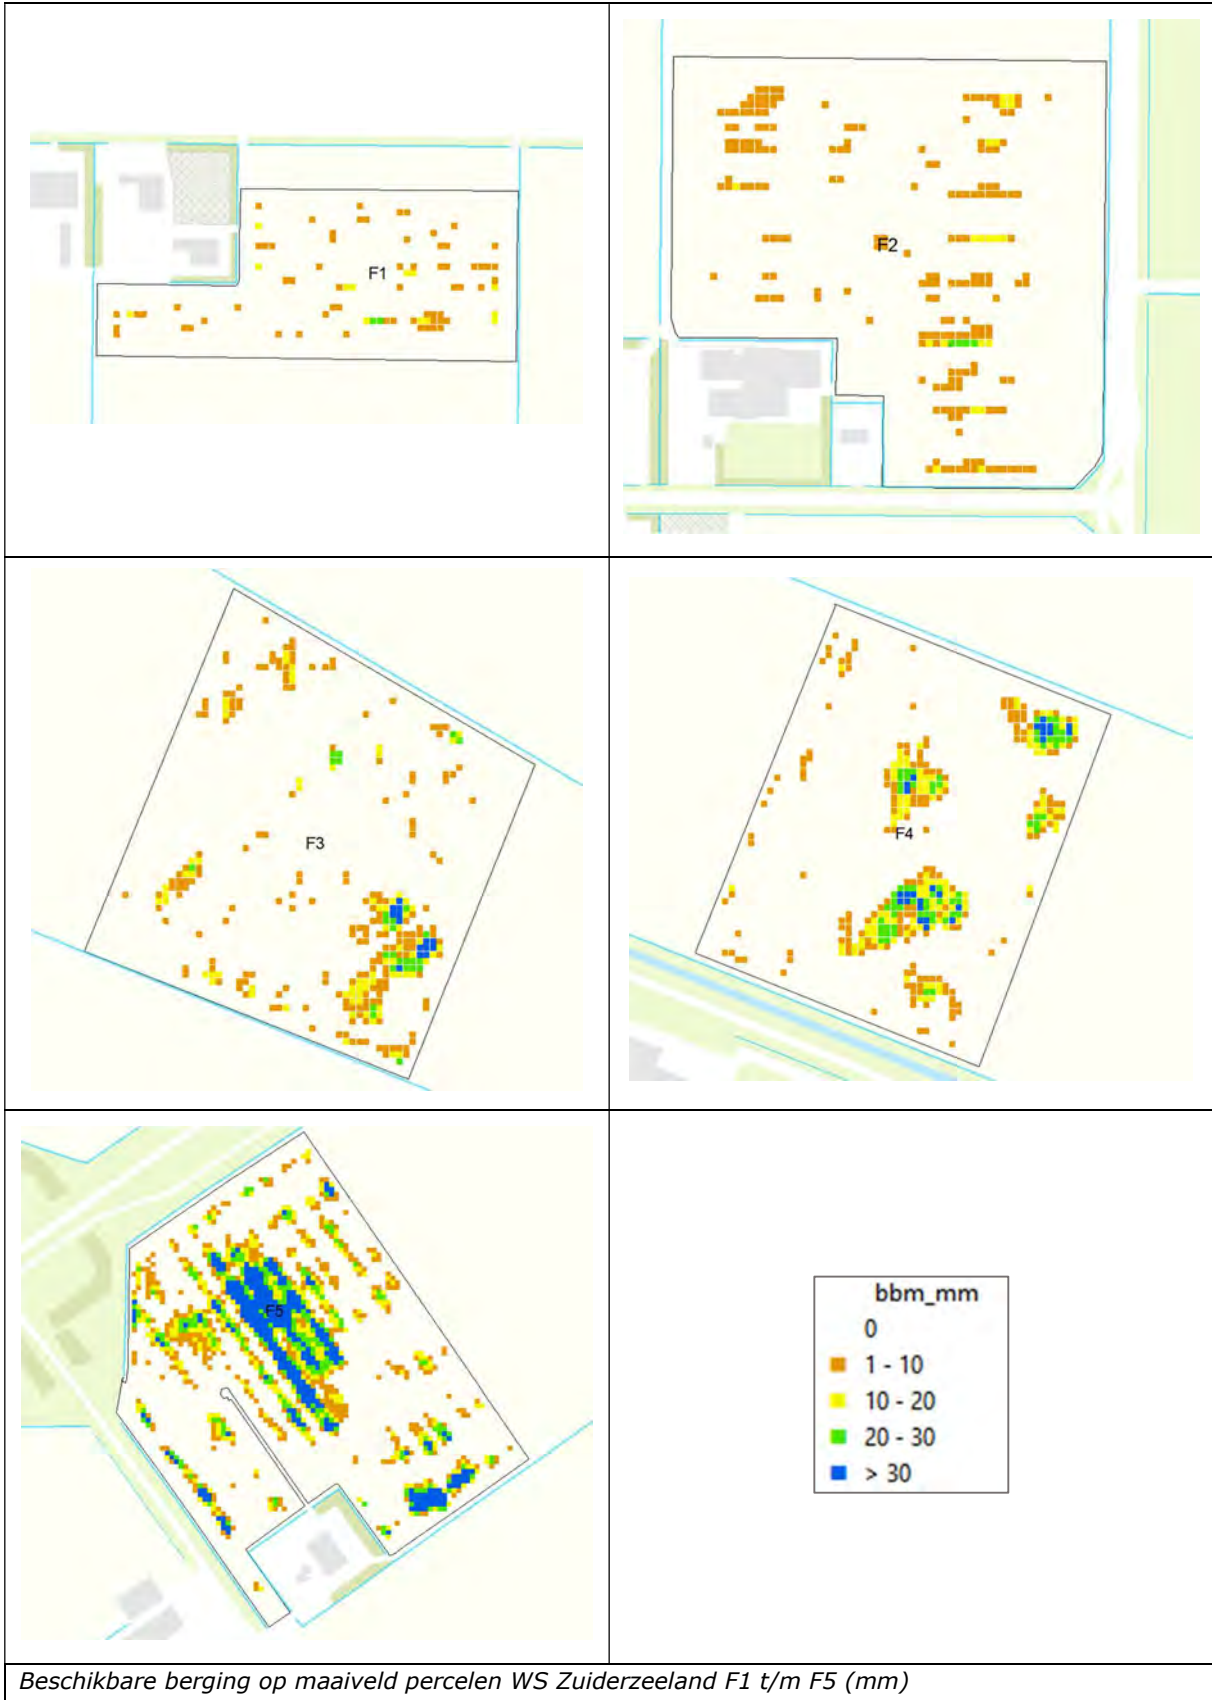 F1
F2
F3
F4
F5
bbm_mm
0
1 - 10
10 - 20
20 - 30
> 30
Beschikbare berging op maaiveld percelen WS Zuiderzeeland F1 t/m F5 (mm)